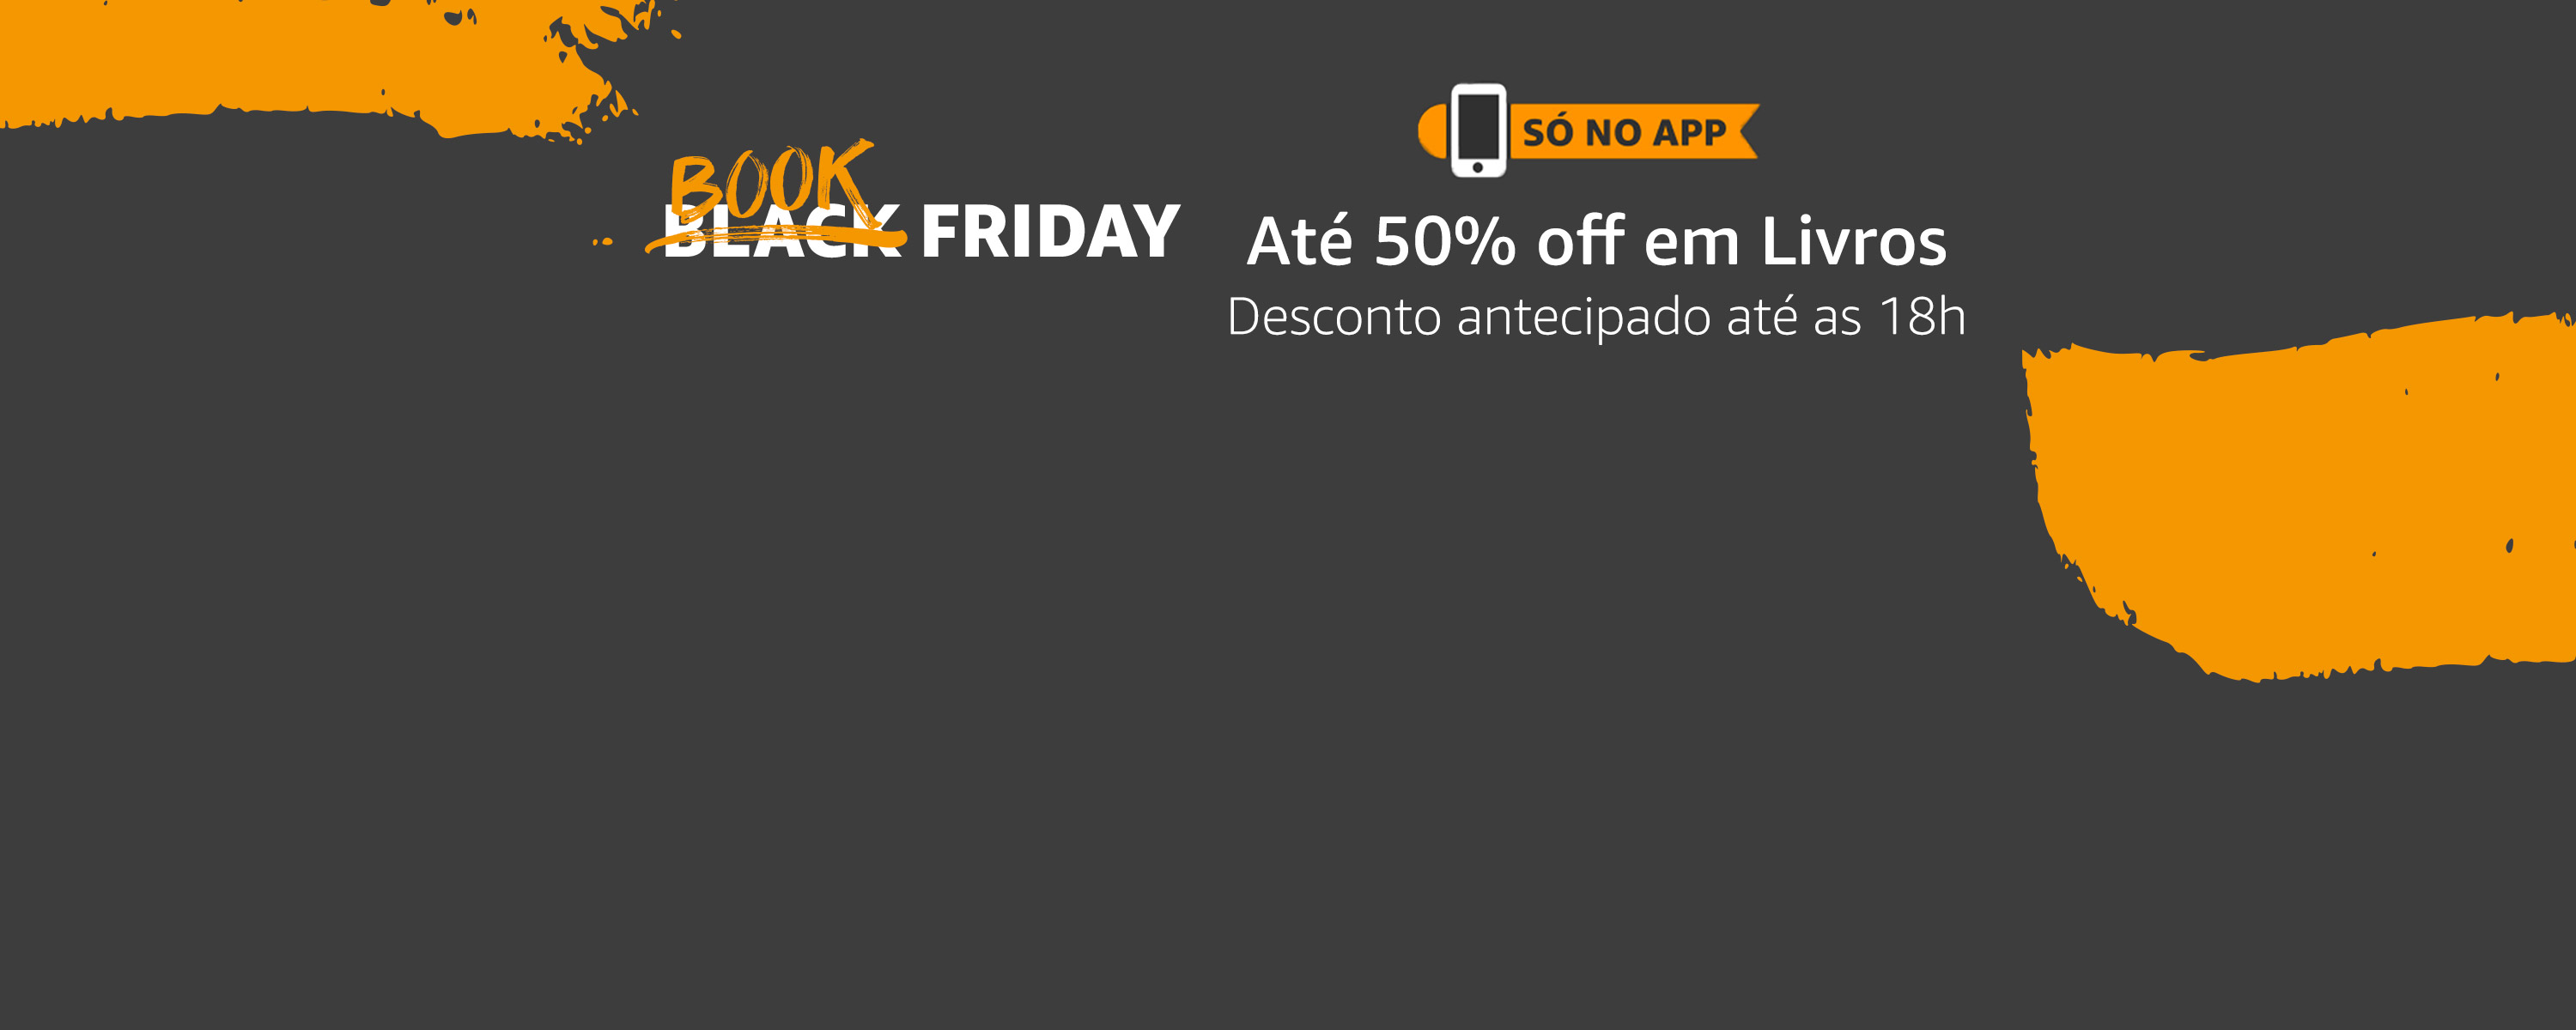 BOOK
BLACK FRIDAY
SÓ NO APP
Até 50% off em Livros
Desconto antecipado até as 18h